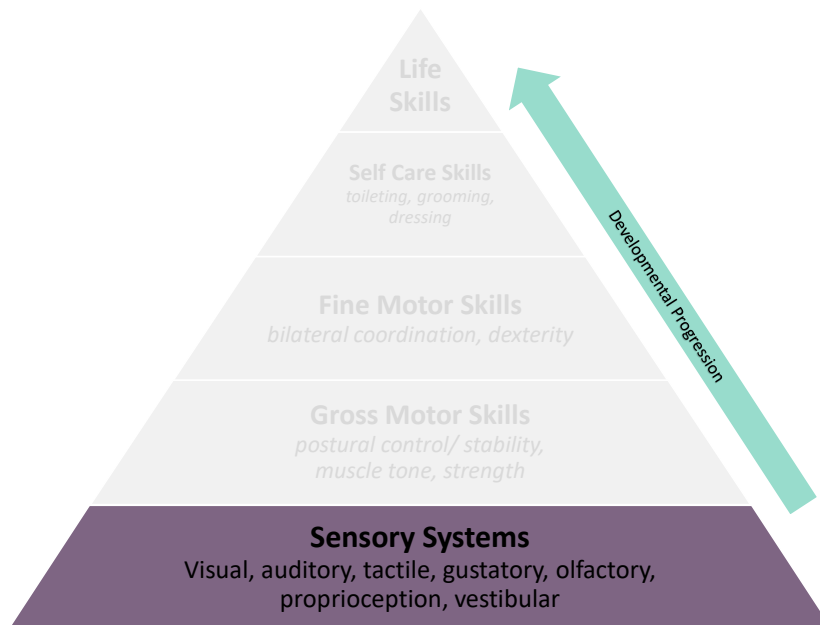 Life
Skills
Self Care Skills
toileting, grooming,
dressing
Fine Motor Skills
bilateral coordination, dexterity
Gross Motor Skills
postural control/ stability,
muscle tone, strength
Sensory Systems
Visual, auditory, tactile, gustatory, olfactory,
proprioception, vestibular
Developmental Progression